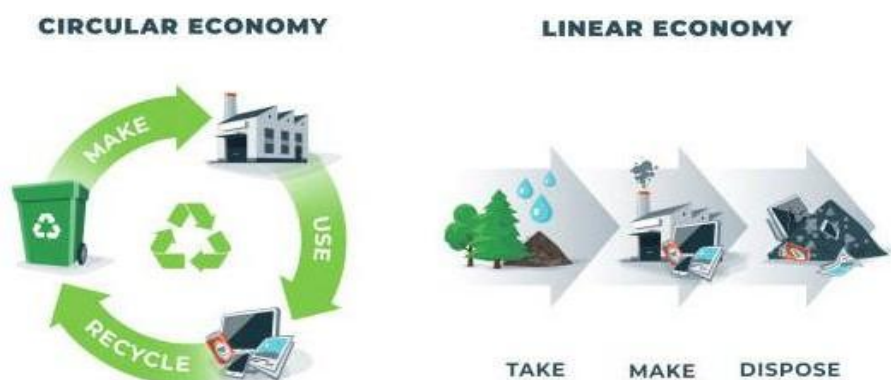 CIRCULAR ECONOMY
MAKE
USE
RECYCLE
LINEAR ECONOMY
TAKE MAKE DISPOSE